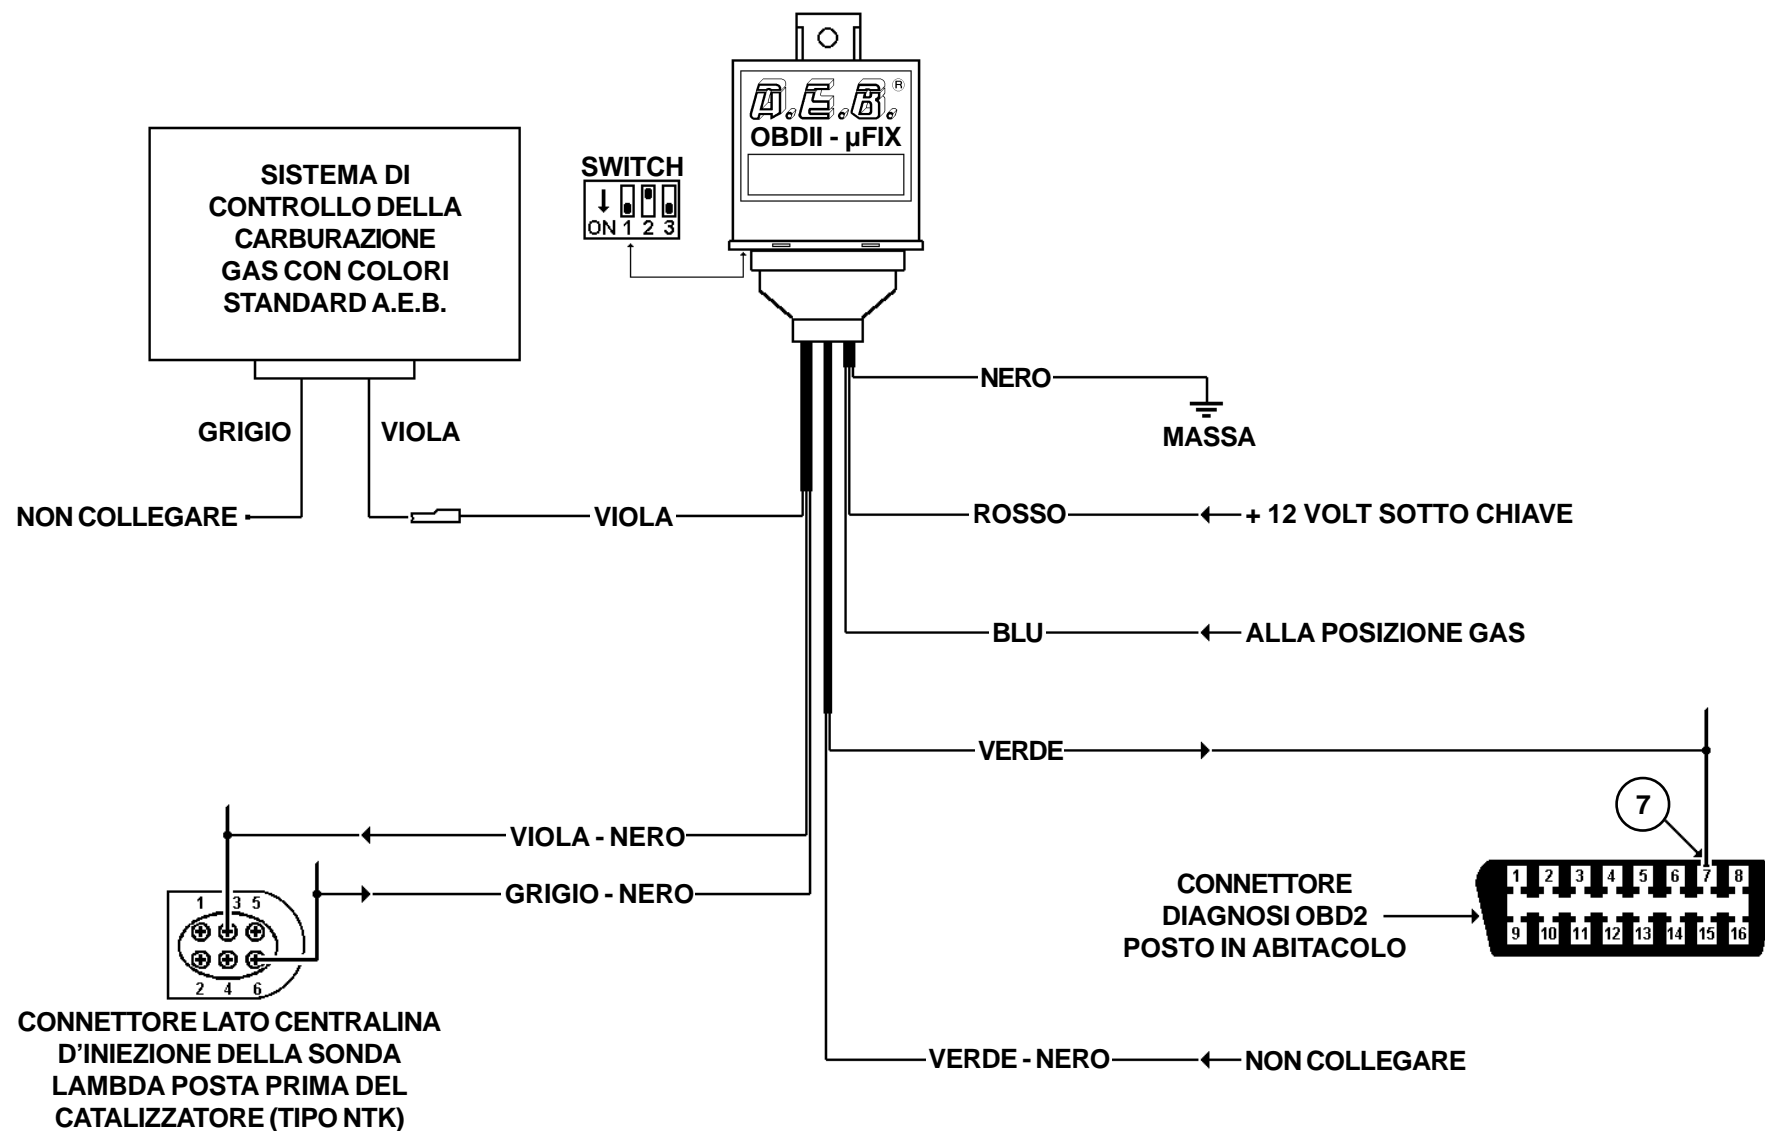 A.E.B.®
OBDII - µFIX
SWITCH
ON 1 2 3
SISTEMA DI
CONTROLLO DELLA
CARBURAZIONE
GAS CON COLORI
STANDARD A.E.B.
GRIGIO
VIOLA
NON COLLEGARE
VIOLA
NERO
MASSA
ROSSO
+ 12 VOLT SOTTO CHIAVE
BLU
ALLA POSIZIONE GAS
VERDE
7
VIOLA - NERO
GRIGIO - NERO
1 3 5
2 4 6
CONNETTORE LATO CENTRALINA
D'INIEZIONE DELLA SONDA
LAMBDA POSTA PRIMA DEL
CATALIZZATORE (TIPO NTK)
CONNETTORE
DIAGNOSI OBD2
POSTO IN ABITACOLO
1 2 3 4 5 6 7 8
9 10 11 12 13 14 15 16
VERDE - NERO
NON COLLEGARE